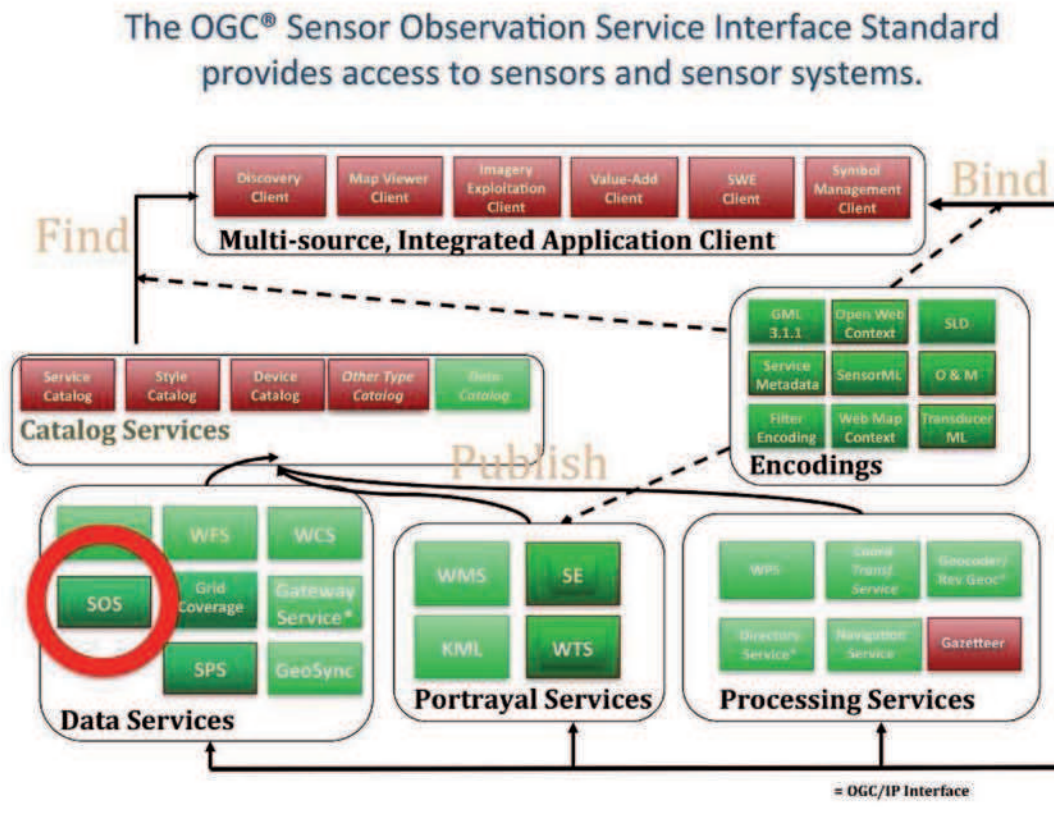 The OGC® Sensor Observation Service Interface Standard
provides access to sensors and sensor systems.
Discovery
Client
Map Viewer
Client
Imagery
Exploitation
Client
Value-Add
Client
SWE
Client
Symbol
Management
Client
Multi-source, Integrated Application Client
Find
Bind
GML
3.1.1
Open Web
Context
SLD
Service
Metadata
SensorML
O & M
Filter
Encoding
Web Map
Context
Transducer
ML
Encodings
Service
Catalog
Style
Catalog
Device
Catalog
Other Type
Catalog
Data
Catalog
Catalog Services
Publish
WFS
WCS
SOS
Grid
Coverage
Gateway
Service*
SPS
GeoSync
Data Services
WMS
SE
KML
WTS
Portrayal Services
WPS
Coord
Transf
Service
Geocoder/
Rev Geoc*
Directory
Service*
Navigation
Service
Gazetteer
Processing Services
= OGC/IP Interface